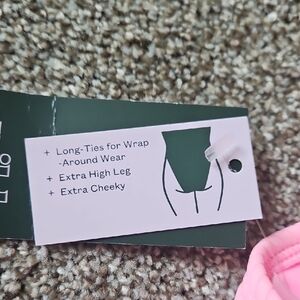 + Long-Ties for Wrap
-Around Wear
+ Extra High Leg
+ Extra Cheeky